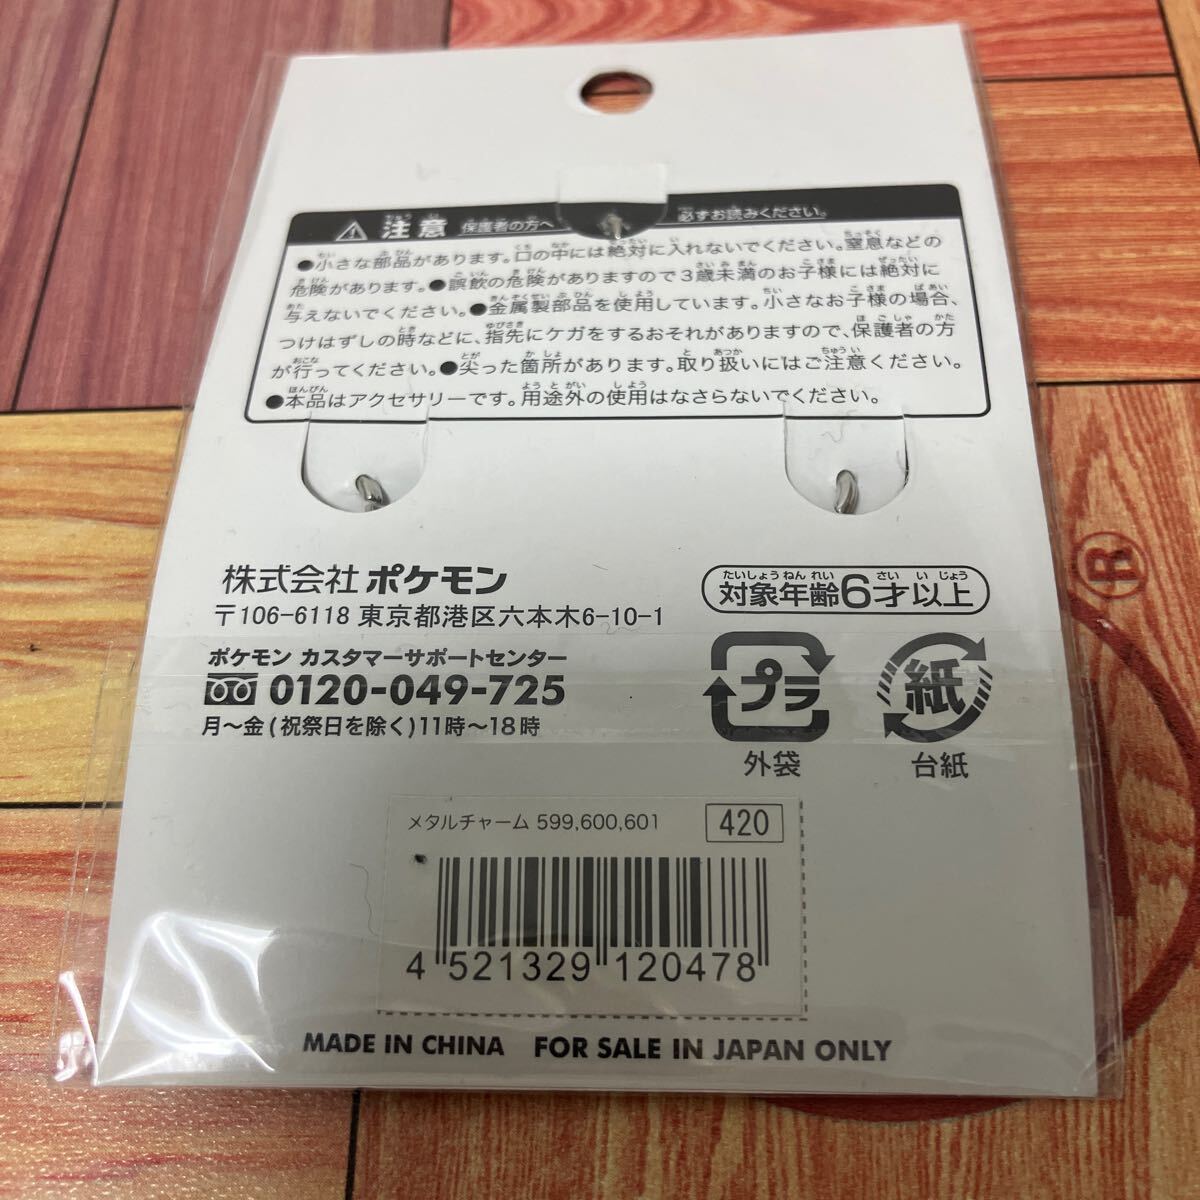 注意 保護者の方へ 必ずお読みください。
●小さな部品があります。口の中には絶対に入れないでください。窒息などの
危険があります。●誤飲の危険がありますので3歳未満のお子様には絶対に
与えないでください。●金属製部品を使用しています。小さなお子様の場合、
つけはずしの時などに、指先にケガをするおそれがありますので、保護者の方
が行ってください。●尖った箇所があります。取り扱いにはご注意ください。
●本品はアクセサリーです。用途外の使用はなさらないでください。
株式会社 ポケモン
〒106-6118 東京都港区六本木6-10-1
ポケモン カスタマーサポートセンター
0120-049-725
月〜金(祝祭日を除く)11時〜18時
対象年齢6才以上
プラ
外袋
紙
台紙
メタルチャーム 599,600,601
420
4 521329 120478
MADE IN CHINA FOR SALE IN JAPAN ONLY
®